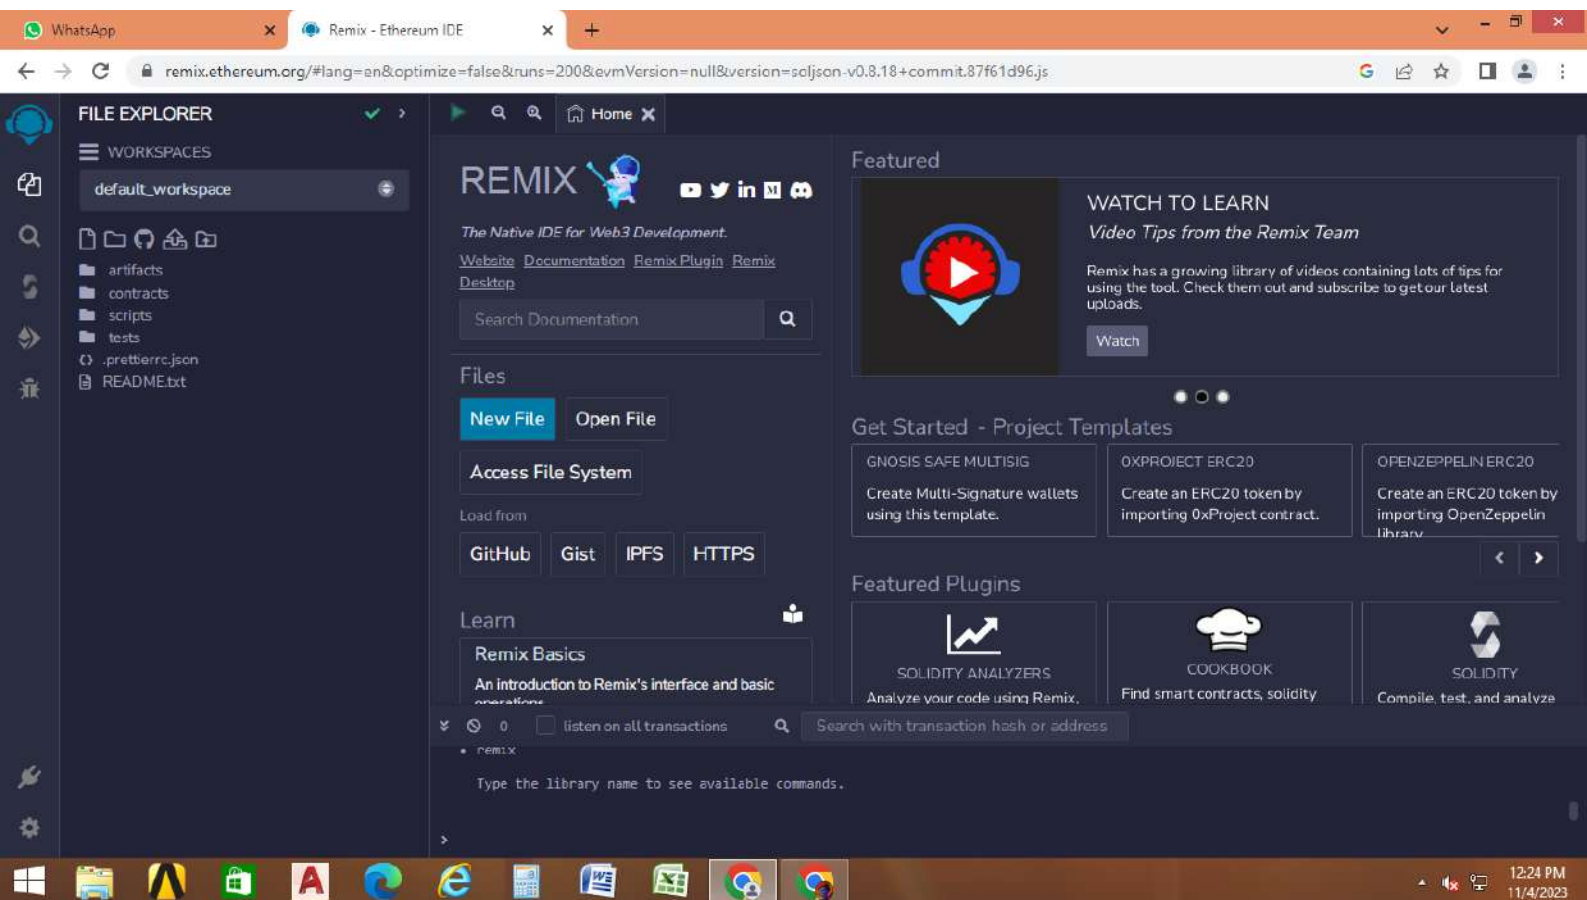 WhatsApp
Remix - Ethereum IDE
remix.ethereum.org/#lang=en&optimize=false&runs=200&evmVersion=null&version=soljson-v0.8.18+commit.87f61d96.js
FILE EXPLORER
WORKSPACES
default_workspace
artifacts
contracts
scripts
tests
.prettierrc.json
README.txt
Home
REMIX
The Native IDE for Web3 Development.
Website Documentation Remix Plugin Remix
Desktop
Search Documentation
Files
New File Open File
Access File System
Load from
GitHub Gist IPFS HTTPS
Learn
Remix Basics
An introduction to Remix's interface and basic
operations
Featured
WATCH TO LEARN
Video Tips from the Remix Team
Remix has a growing library of videos containing lots of tips for
using the tool. Check them out and subscribe to get our latest
uploads.
Watch
Get Started - Project Templates
GNOSIS SAFE MULTISIG
Create Multi-Signature wallets
using this template.
0XPROJECT ERC20
Create an ERC20 token by
importing 0xProject contract.
OPENZEPPELIN ERC20
Create an ERC20 token by
importing OpenZeppelin
library
Featured Plugins
SOLIDITY ANALYZERS
Analyze your code using Remix,
COOKBOOK
Find smart contracts, solidity
SOLIDITY
Compile, test, and analyze
0 listen on all transactions Search with transaction hash or address
remix
Type the library name to see available commands.
>
12:24 PM
11/4/2023